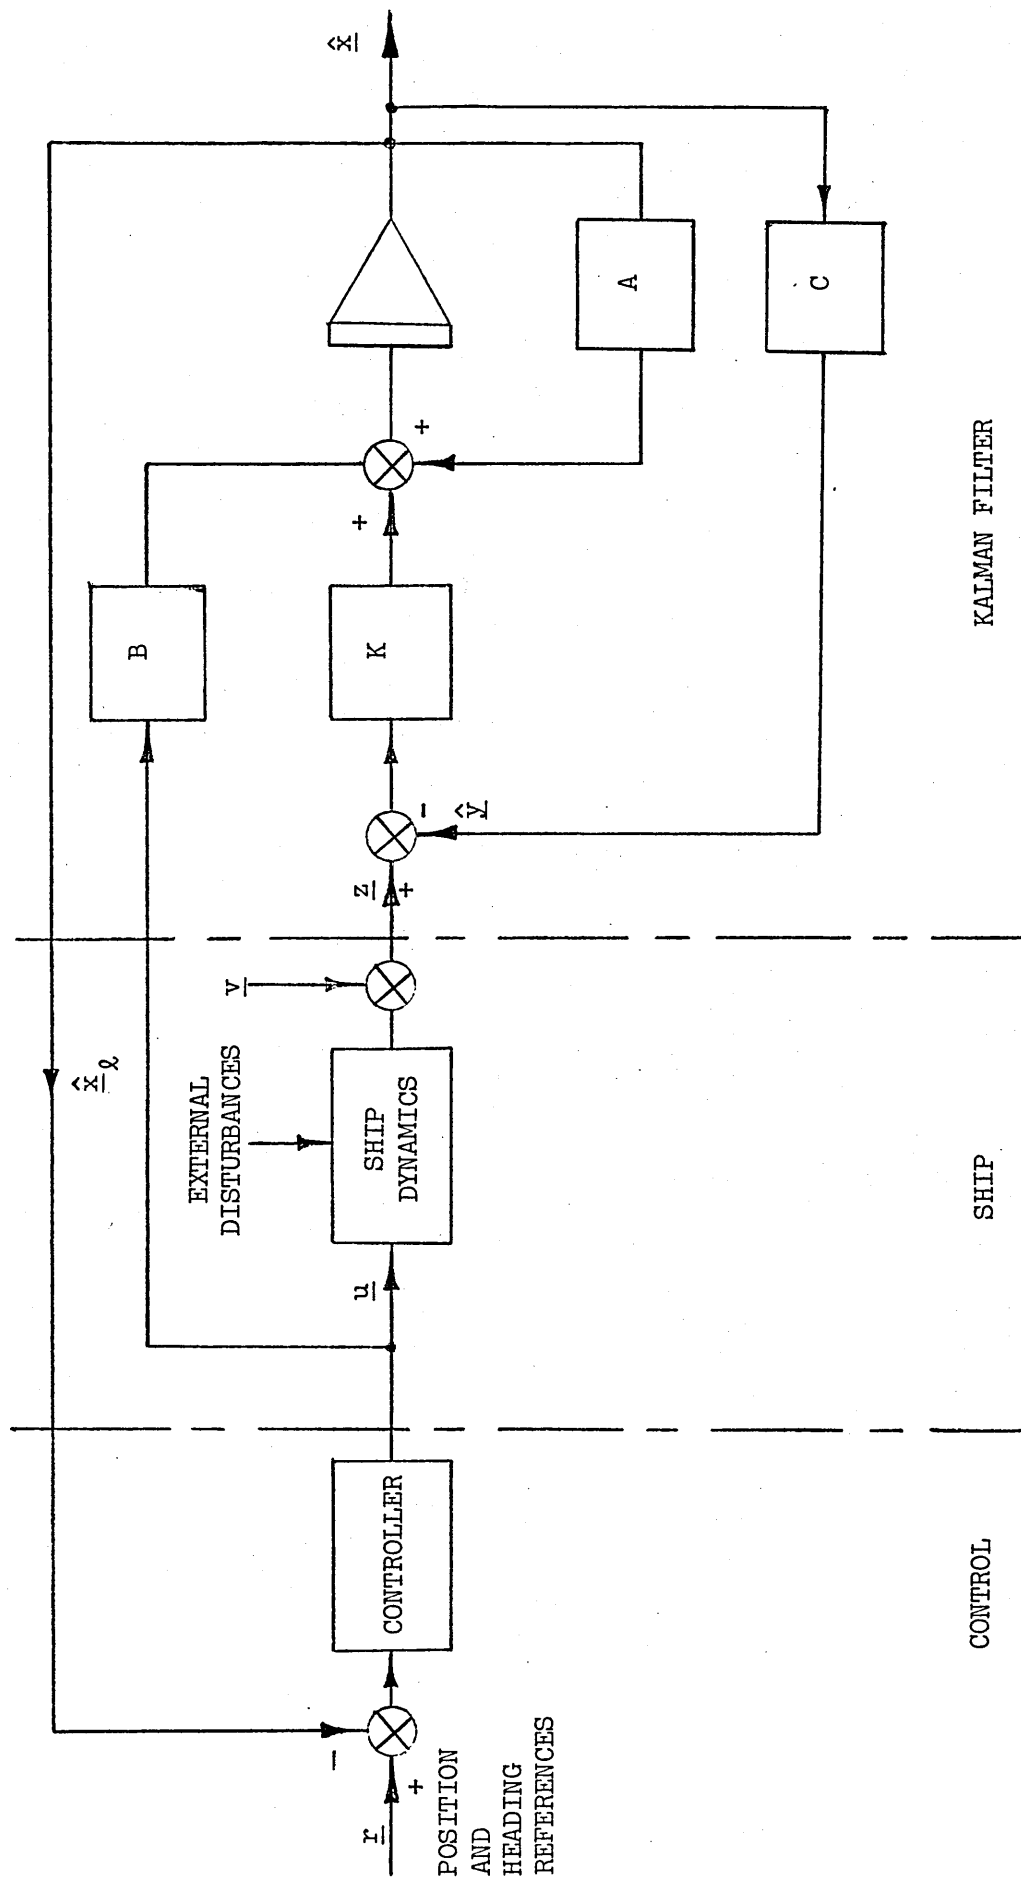 x̂_ℓ
B
A
C
K
x̂
+
+
-
ŷ
z
+
v
EXTERNAL
DISTURBANCES
SHIP
DYNAMICS
u
CONTROLLER
-
+
r
POSITION
AND
HEADING
REFERENCES
CONTROL
SHIP
KALMAN FILTER